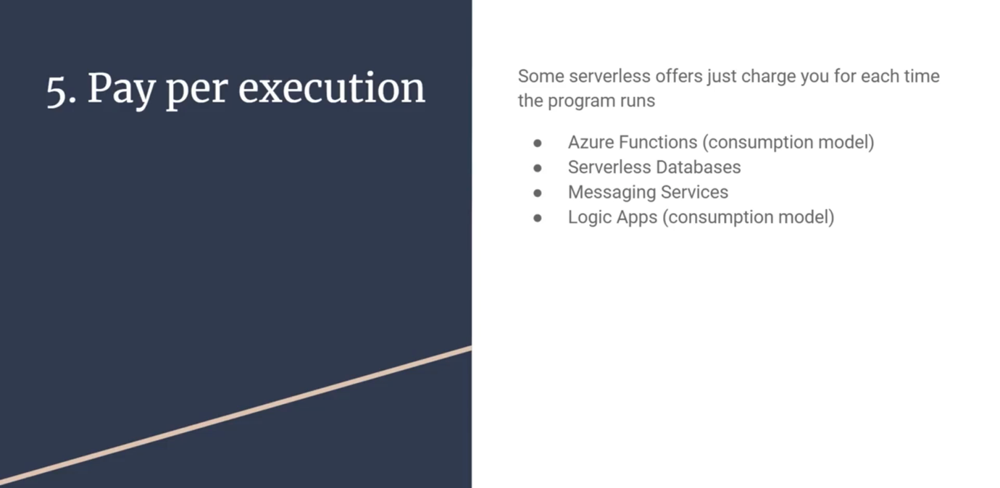 5. Pay per execution
Some serverless offers just charge you for each time
the program runs
● Azure Functions (consumption model)
● Serverless Databases
● Messaging Services
● Logic Apps (consumption model)